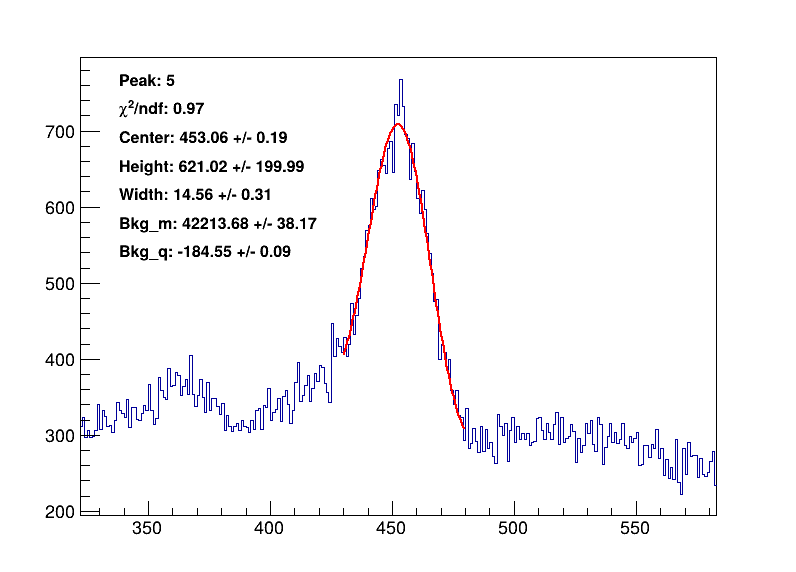 Peak: 5
χ²/ndf: 0.97
Center: 453.06 +/- 0.19
Height: 621.02 +/- 199.99
Width: 14.56 +/- 0.31
Bkg_m: 42213.68 +/- 38.17
Bkg_q: -184.55 +/- 0.09
700
600
500
400
300
200
350 400 450 500 550